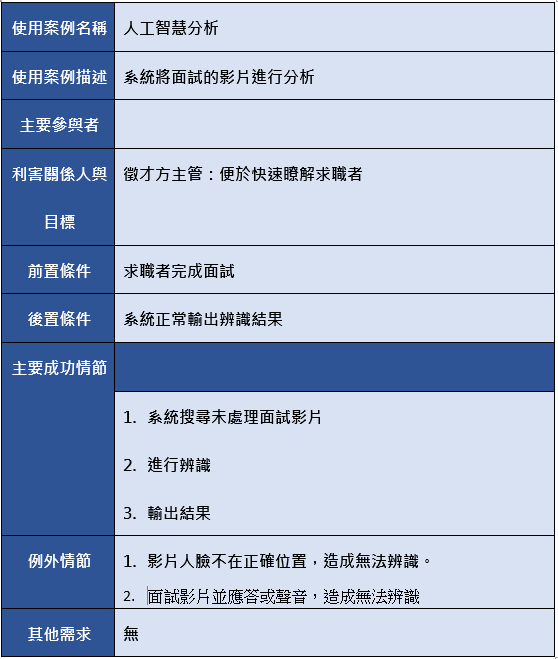 使用案例名稱 人工智慧分析
使用案例描述 系統將面試的影片進行分析
主要參與者
利害關係人與 徵才方主管：便於快速瞭解求職者
目標
前置條件 求職者完成面試
後置條件 系統正常輸出辨識結果
主要成功情節
1. 系統搜尋未處理面試影片
2. 進行辨識
3. 輸出結果
例外情節 1. 影片人臉不在正確位置，造成無法辨識。
2. 面試影片並應答或聲音，造成無法辨識
其他需求 無